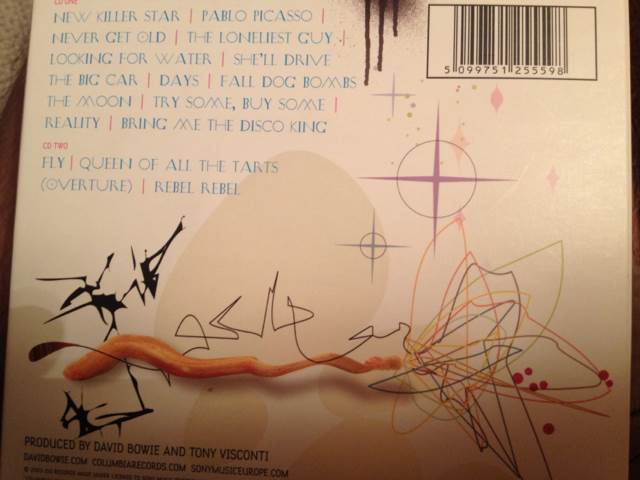 CD ONE
NEW KILLER STAR | PABLO PICASSO |
NEVER GET OLD | THE LONELIEST GUY |
LOOKING FOR WATER | SHE'LL DRIVE
THE BIG CAR | DAYS | FALL DOG BOMBS
THE MOON | TRY SOME, BUY SOME |
REALITY | BRING ME THE DISCO KING
CD TWO
FLY | QUEEN OF ALL THE TARTS
(OVERTURE) | REBEL REBEL
5 099751 255598
PRODUCED BY DAVID BOWIE AND TONY VISCONTI
DAVIDBOWIE.COM COLUMBIARECORDS.COM SONYMUSICEUROPE.COM